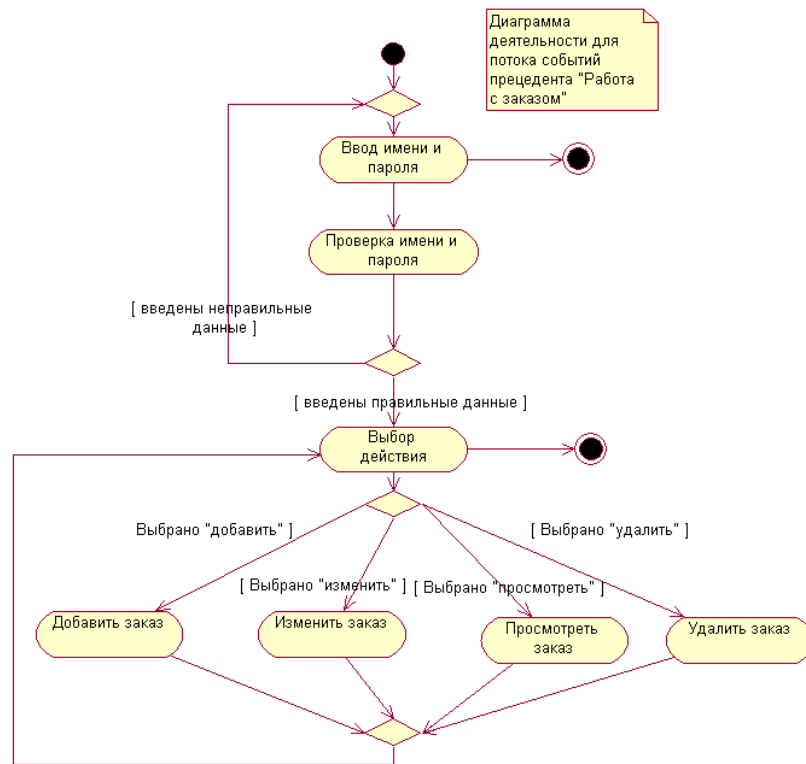 Диаграмма
деятельности для
потока событий
прецедента "Работа
с заказом"
Ввод имени и
пароля
Проверка имени и
пароля
[ введены неправильные
данные ]
[ введены правильные данные ]
Выбор
действия
Выбрано "добавить" ]
[ Выбрано "удалить" ]
[ Выбрано "изменить" ]
[ Выбрано "просмотреть" ]
Добавить заказ
Изменить заказ
Просмотреть
заказ
Удалить заказ